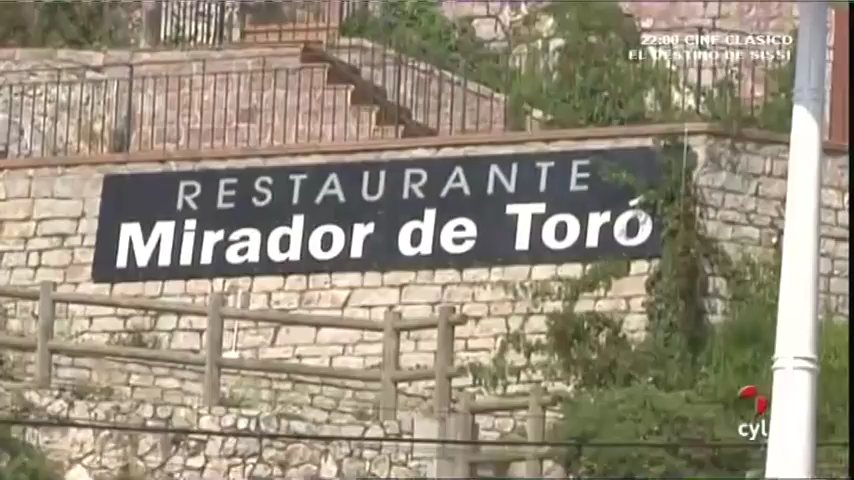 22:00 CINE CLÁSICO
EL DESTINO DE SISSI
RESTAURANTE
Mirador de Toró
cyl